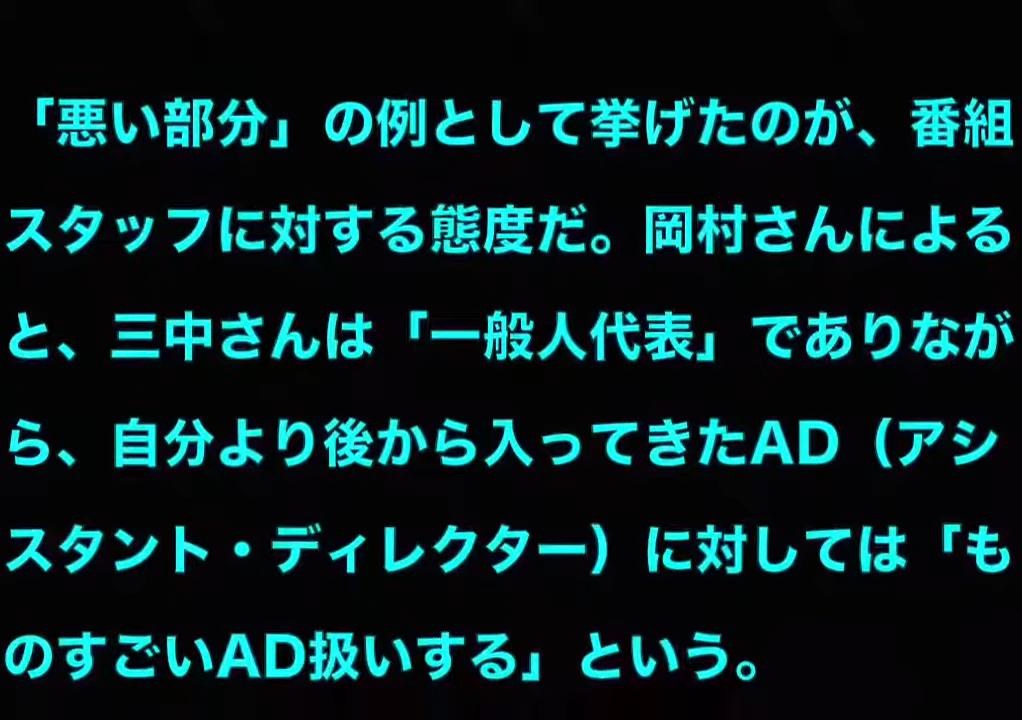 「悪い部分」の例として挙げたのが、番組
スタッフに対する態度だ。岡村さんによる
と、三中さんは「一般人代表」でありなが
ら、自分より後から入ってきたAD（アシ
スタント・ディレクター）に対しては「も
のすごいAD扱いする」という。